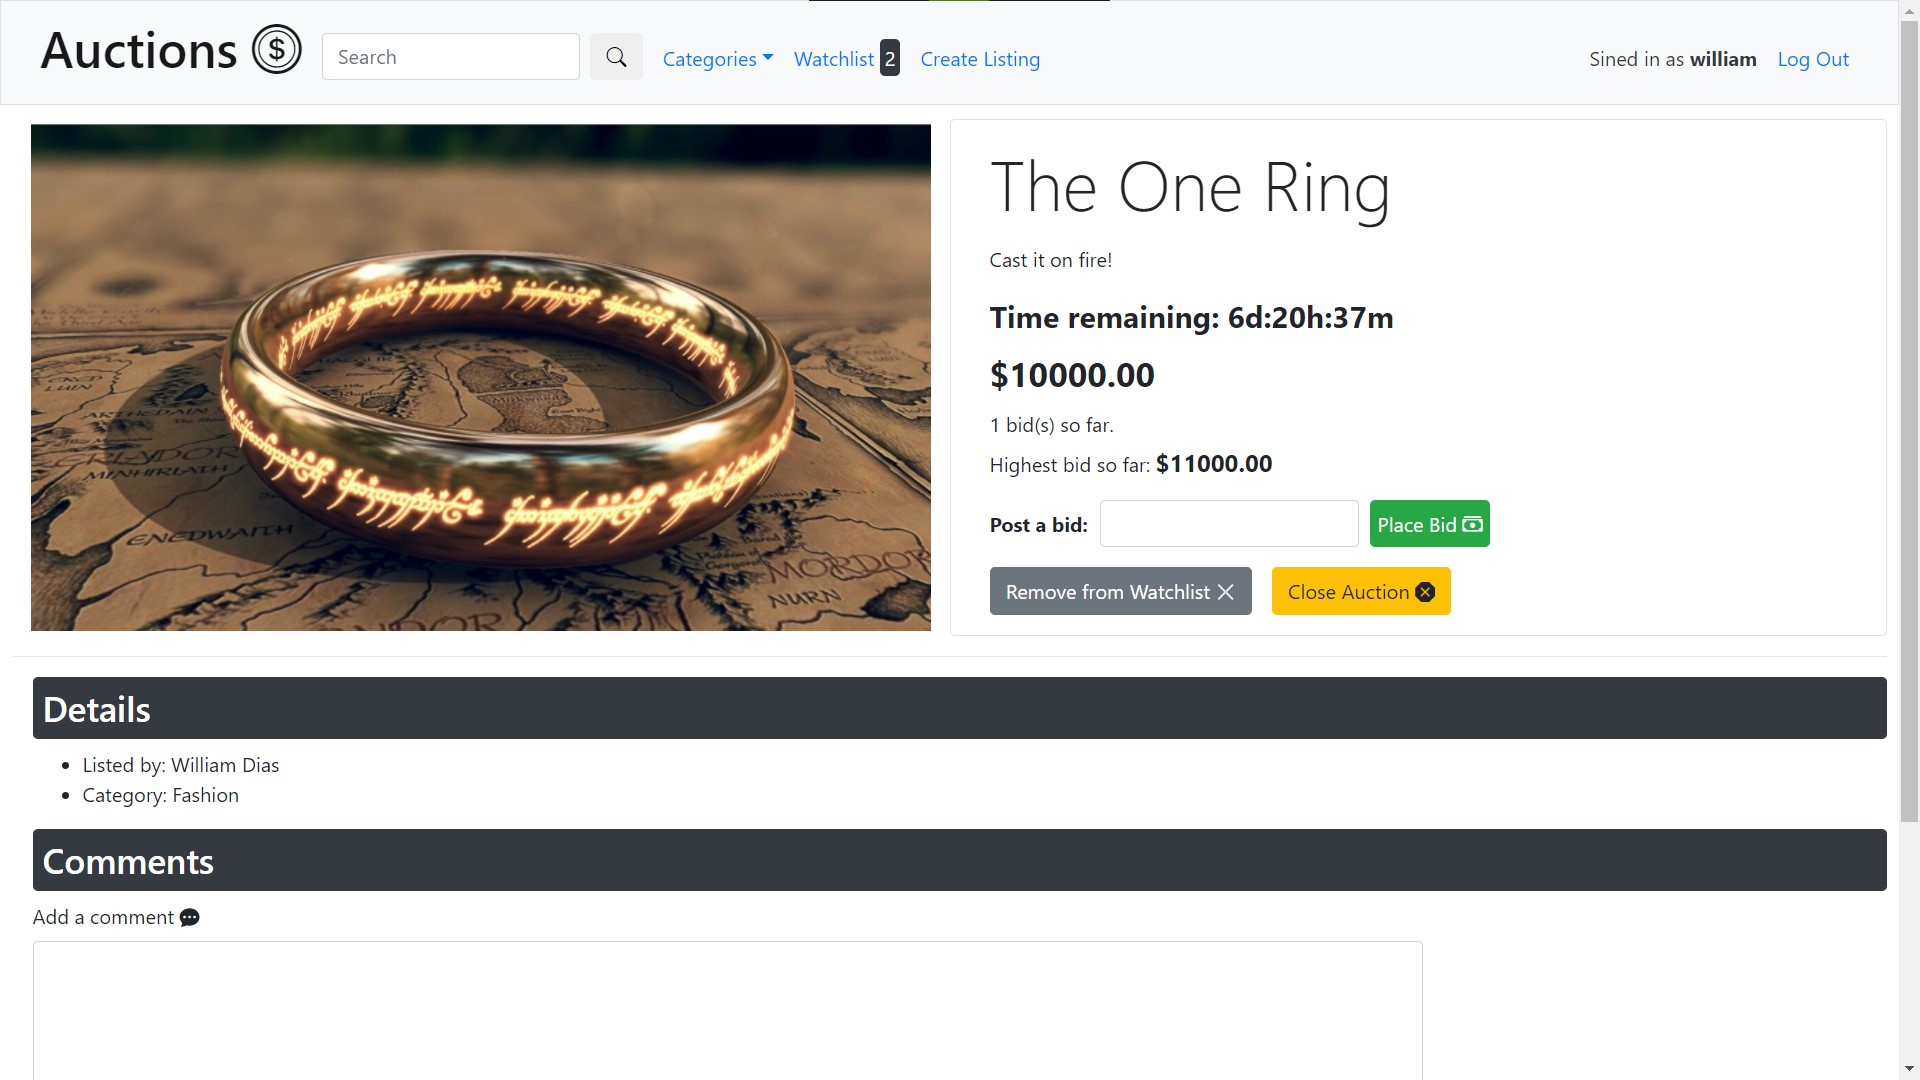 Auctions $ Search Categories Watchlist 2 Create Listing Sined in as william Log Out
The One Ring
Cast it on fire!
Time remaining: 6d:20h:37m
$10000.00
1 bid(s) so far.
Highest bid so far: $11000.00
Post a bid: Place Bid
Remove from Watchlist Close Auction
ENEDWAITH
MINHIRIATH
MORDOR
NURN
Details
Listed by: William Dias
Category: Fashion
Comments
Add a comment